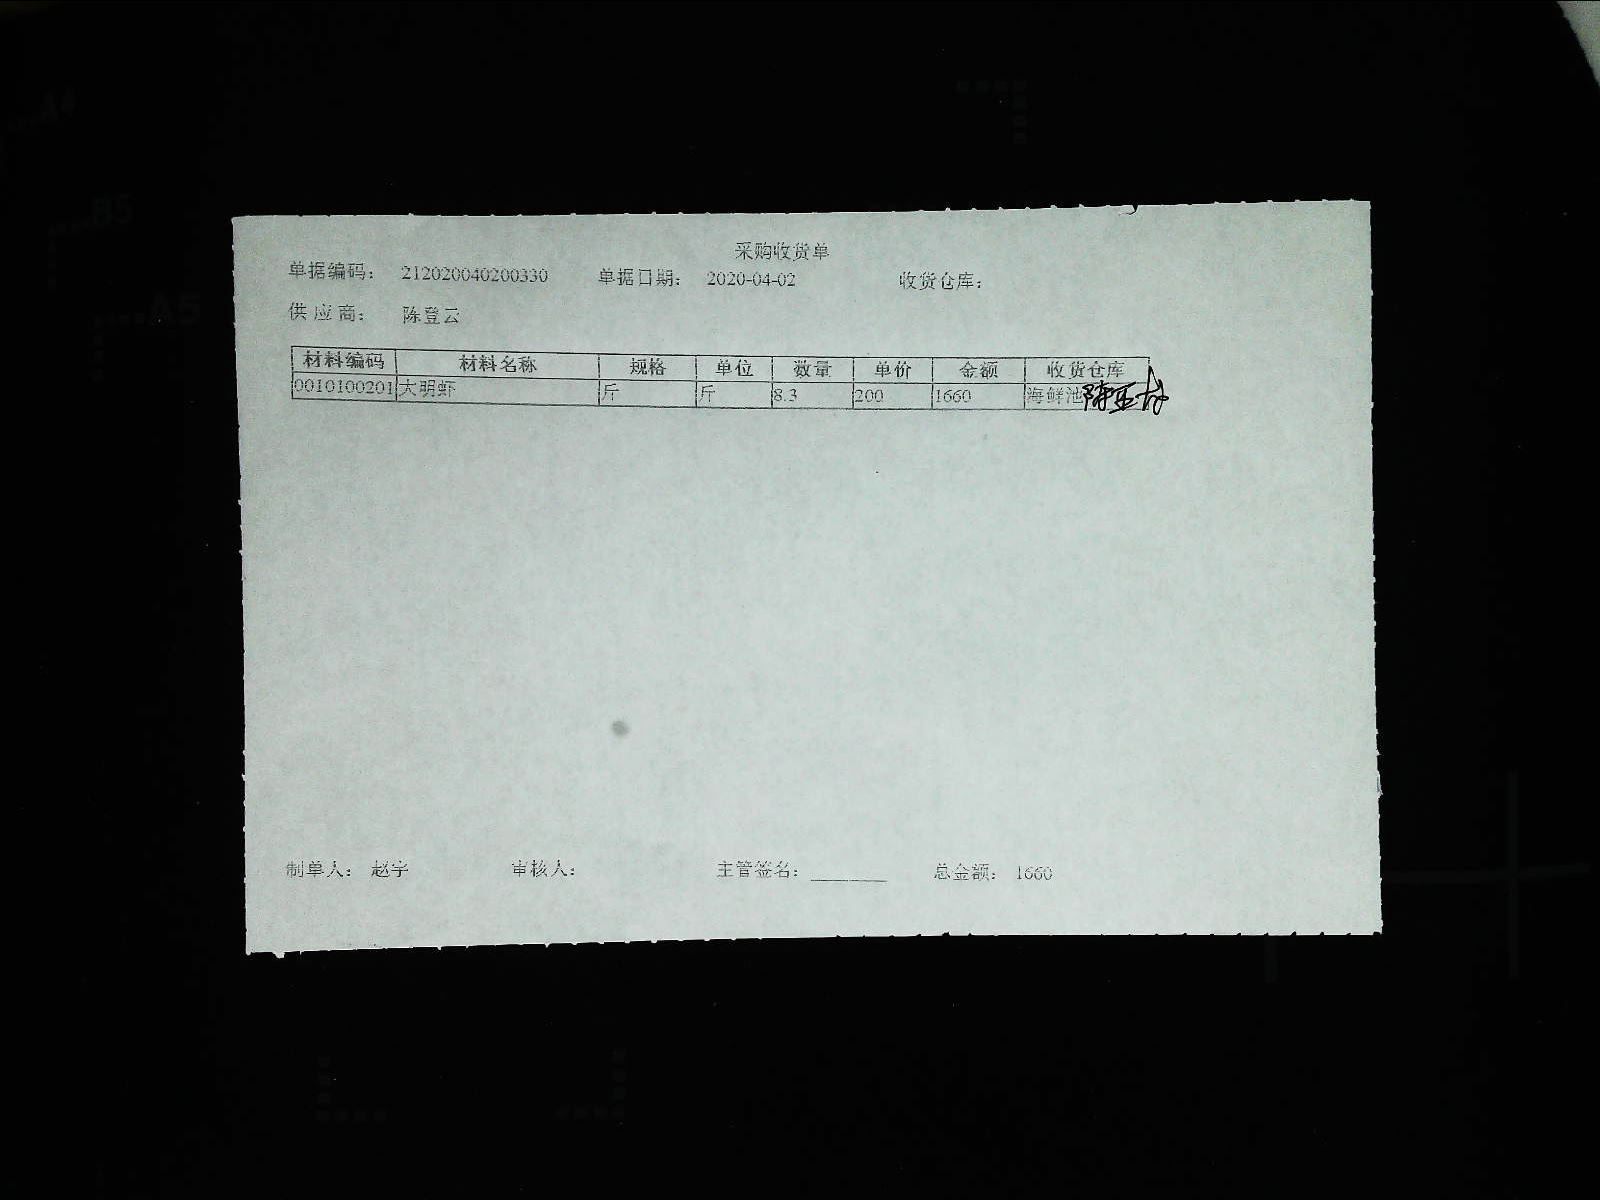 采购收货单
单据编码： 212020040200330 单据日期： 2020-04-02 收货仓库：
供 应 商： 陈登云
材料编码 材料名称 规格 单位 数量 单价 金额 收货仓库
0010100201 大明虾 斤 斤 8.3 200 1660 海鲜池
制单人： 赵宇 审核人： 主管签名： ________ 总金额： 1660
A4
B5
A5